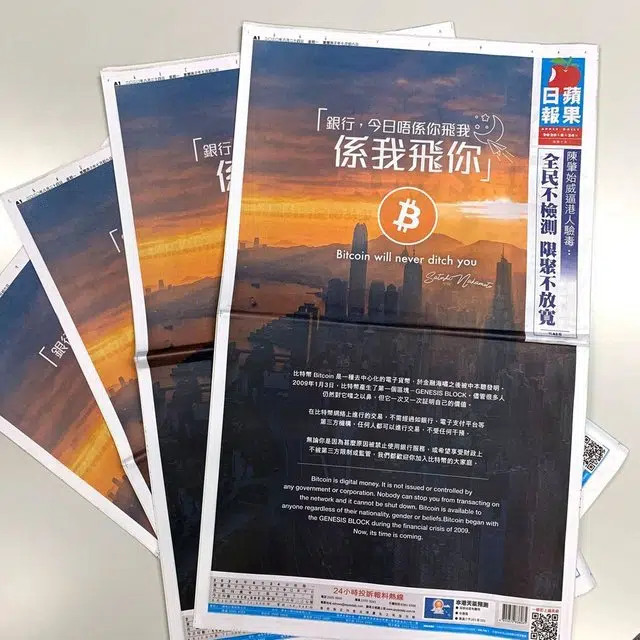 「銀行，今日唔係你飛我
係我飛你」
Bitcoin will never ditch you
Satoshi Nakamoto
比特幣 Bitcoin 是一種去中心化的電子貨幣，於金融海嘯之後被中本聰發明，
2009年1月3日，比特幣產生了第一個區塊 - GENESIS BLOCK，儘管很多人
仍然對它嗤之以鼻，但它一次又一次証明自己的價值。
在比特幣網絡上進行的交易，不需經過如銀行、電子支付平台等
第三方機構，任何人都可以進行交易，不受任何干預。
無論你是因為甚麼原因被禁止使用銀行服務，或希望享受財政上
不被第三方限制或監管，我們都歡迎你加入比特幣的大家庭。
Bitcoin is digital money. It is not issued or controlled by
any government or corporation. Nobody can stop you from transacting on
the network and it cannot be shut down. Bitcoin is available to
anyone regardless of their nationality, gender or beliefs.Bitcoin began with
the GENESIS BLOCK during the financial crisis of 2009.
Now, its time is coming.
蘋果
日報
APPLE DAILY
陳肇始威逼港人驗毒：
全民不檢測 限聚不放寬
24小時投訴報料熱線
本港天氣預測
A1
「銀行
係
A1
「銀行
「銀